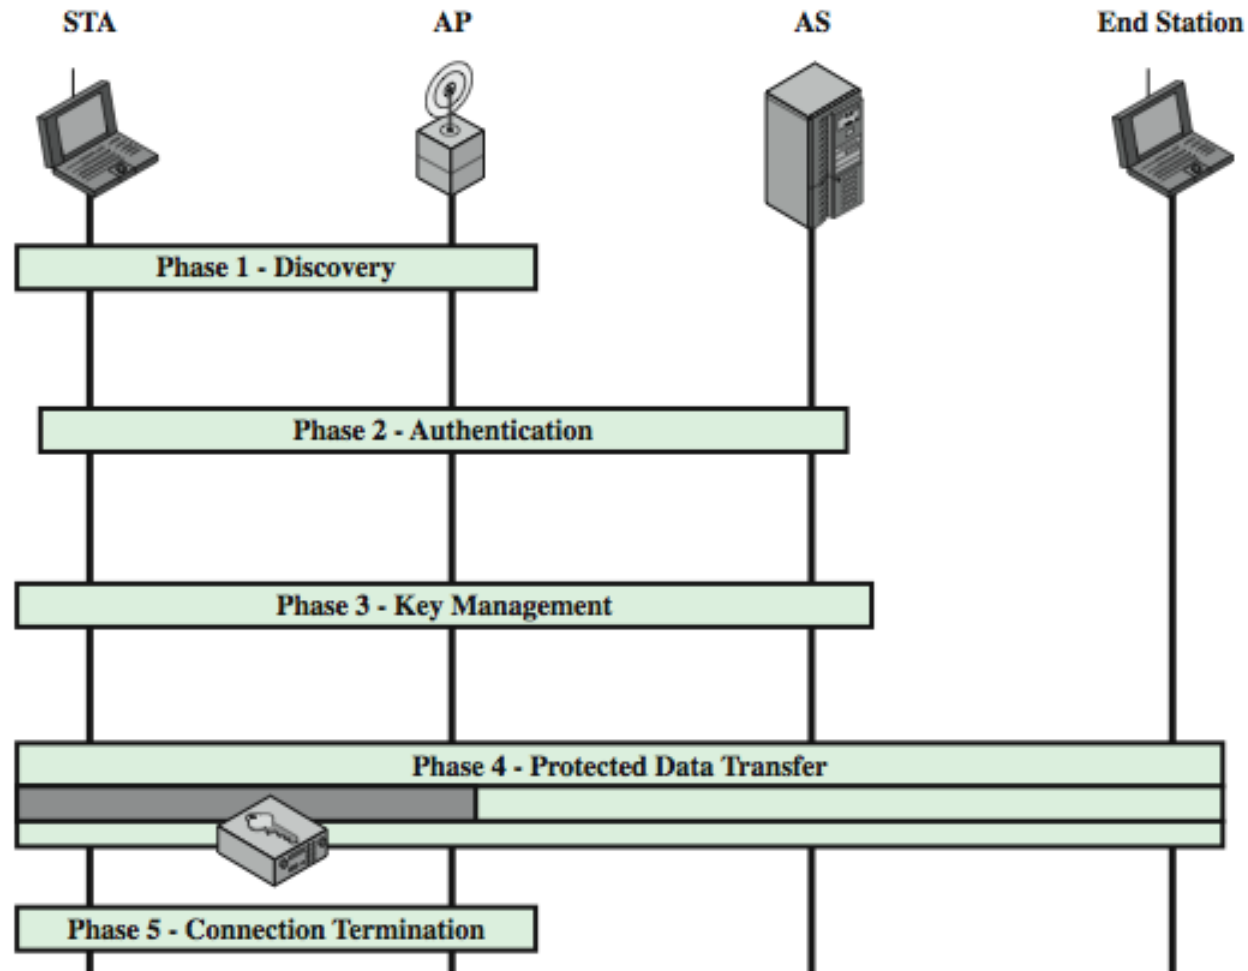 STA
AP
AS
End Station
Phase 1 - Discovery
Phase 2 - Authentication
Phase 3 - Key Management
Phase 4 - Protected Data Transfer
Phase 5 - Connection Termination